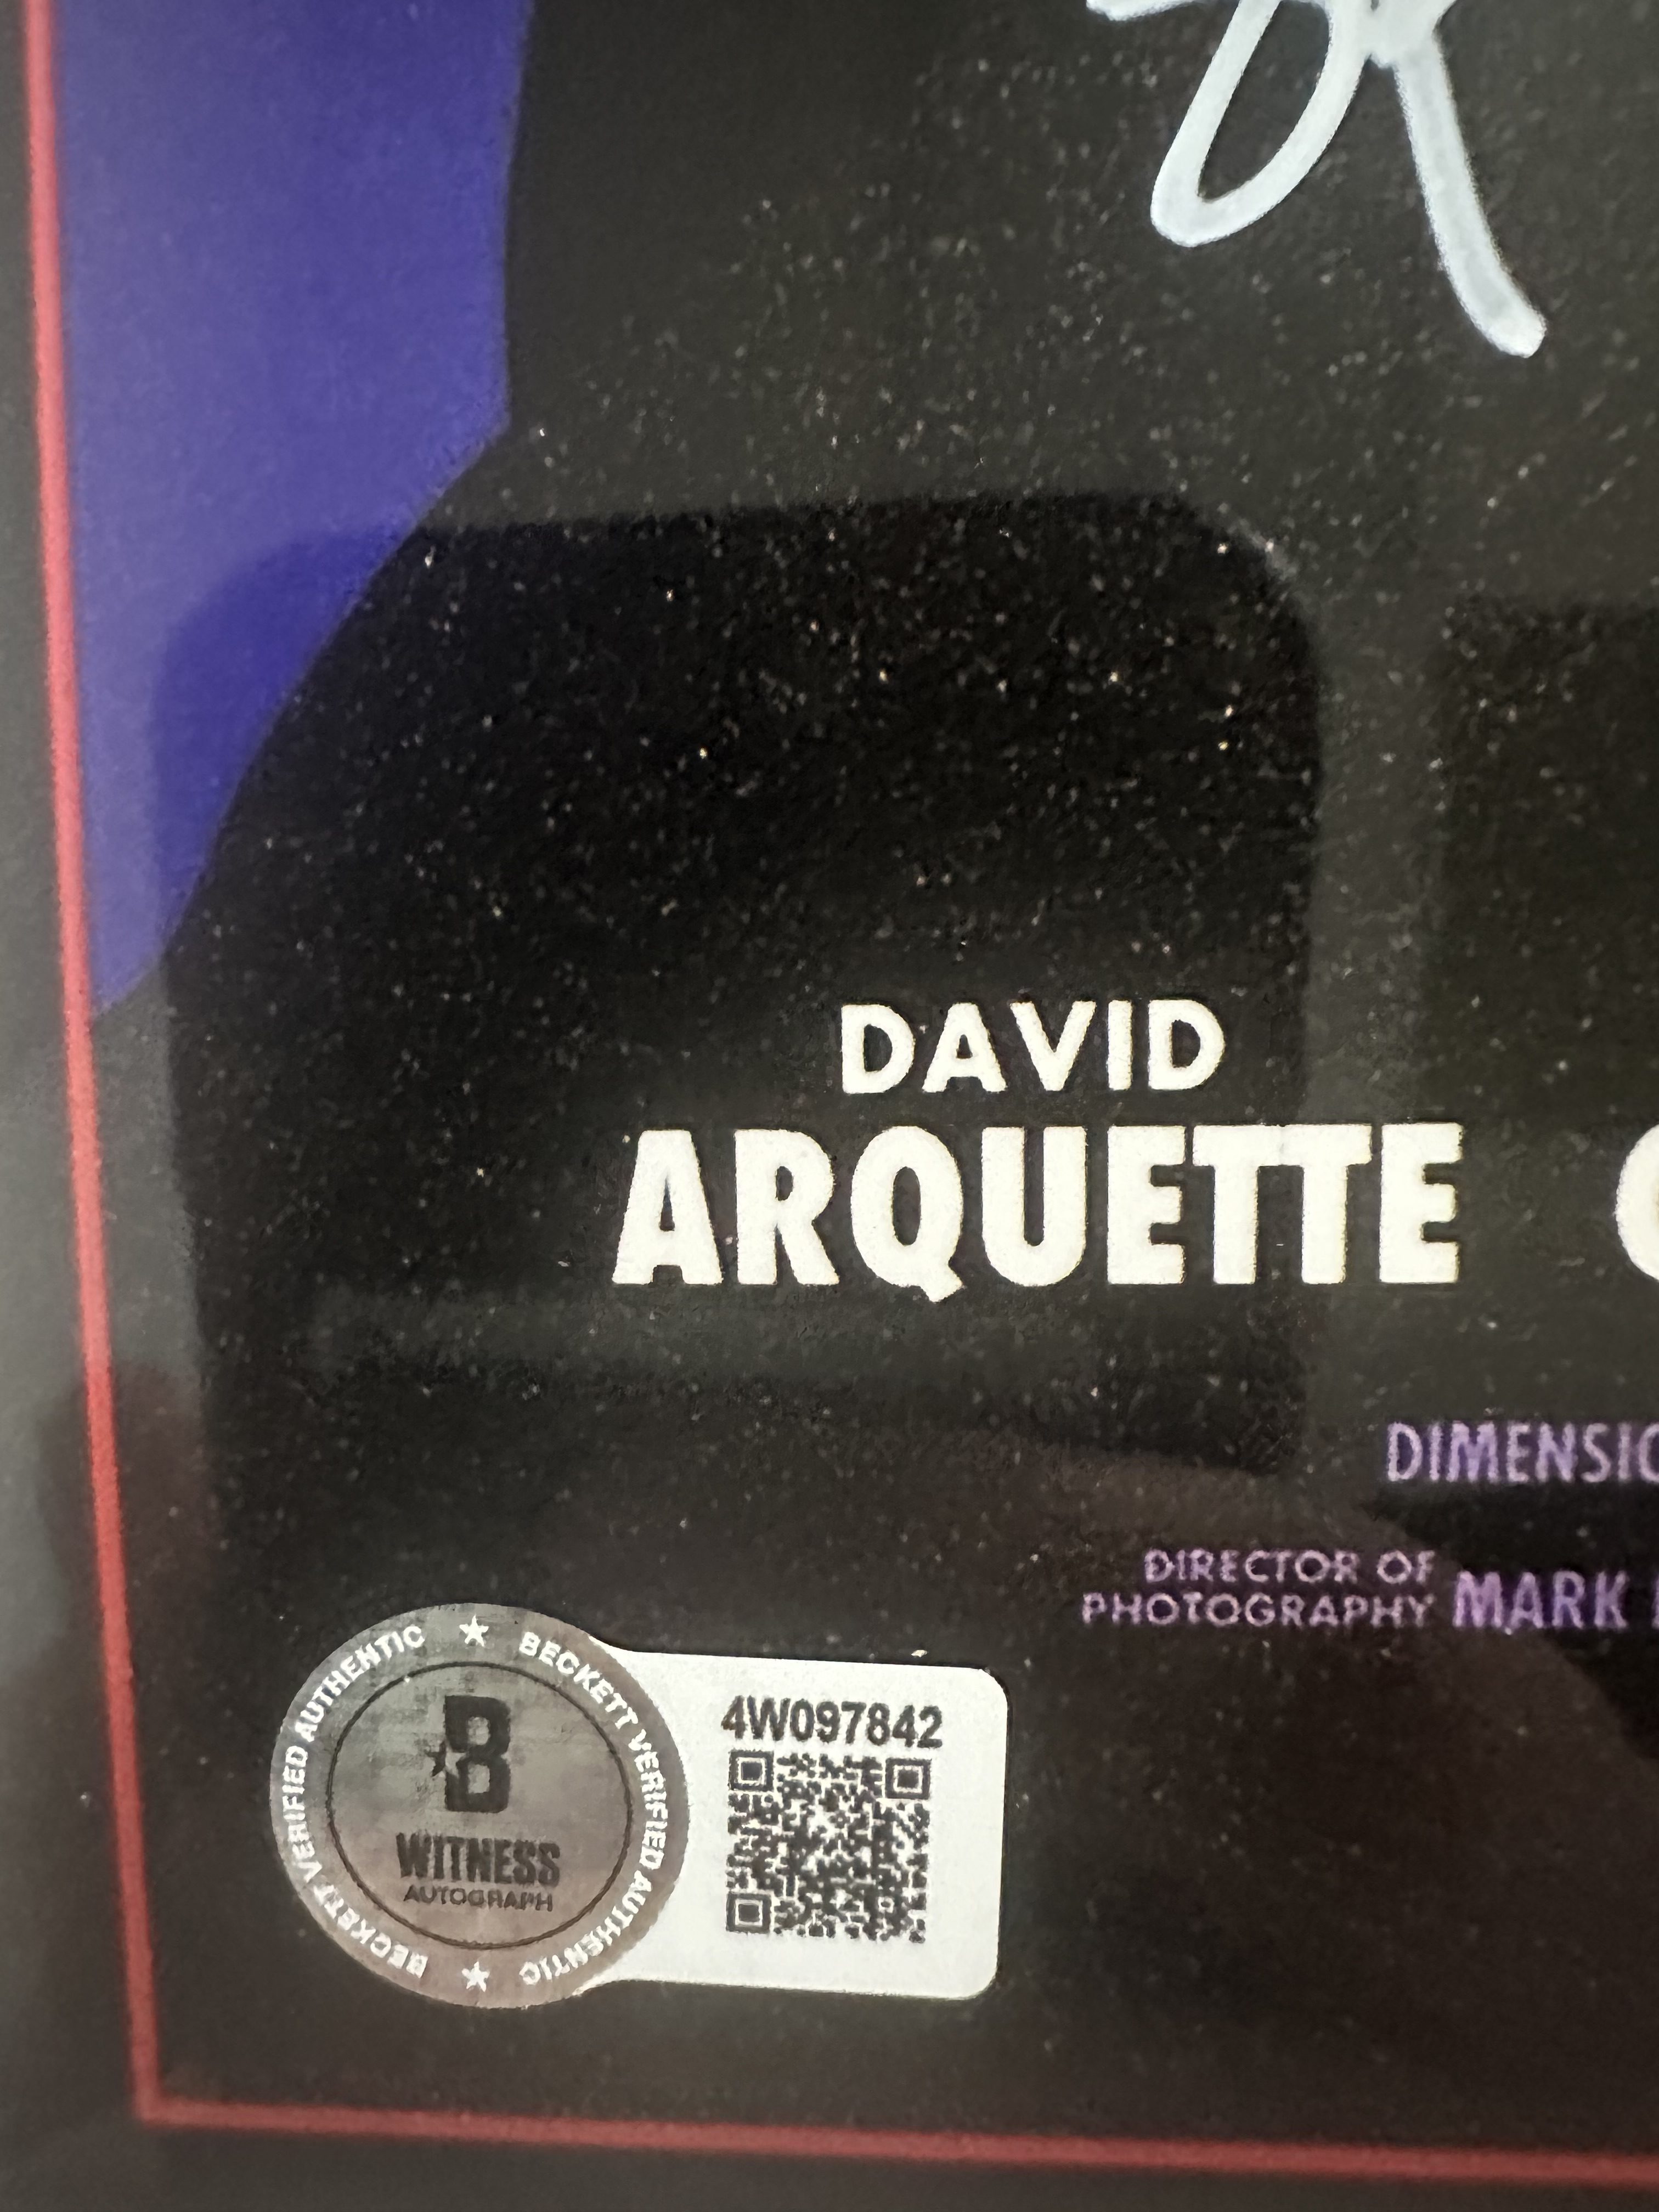 DAVID
ARQUETTE
DIMENSIO
DIRECTOR OF
PHOTOGRAPHY MARK
BECKETT VERIFIED AUTHENTIC ★ BECKETT VERIFIED AUTHENTIC ★
B
WITNESS
AUTOGRAPH
4W097842